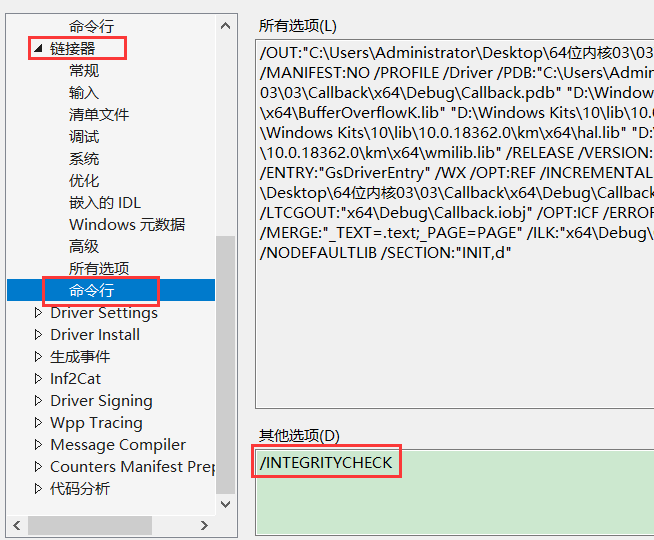 命令行
链接器
常规
输入
清单文件
调试
系统
优化
嵌入的 IDL
Windows 元数据
高级
所有选项
命令行
Driver Settings
Driver Install
生成事件
Inf2Cat
Driver Signing
Wpp Tracing
Message Compiler
Counters Manifest Prep
代码分析
所有选项(L)
/OUT:"C:\Users\Administrator\Desktop\64位内核03\03
/MANIFEST:NO /PROFILE /Driver /PDB:"C:\Users\Admin
03\03\Callback\x64\Debug\Callback.pdb" "D:\Window
\x64\BufferOverflowK.lib" "D:\Windows Kits\10\lib\10.0
\Windows Kits\10\lib\10.0.18362.0\km\x64\hal.lib" "D:
\10.0.18362.0\km\x64\wmilib.lib" /RELEASE /VERSION:
/ENTRY:"GsDriverEntry" /WX /OPT:REF /INCREMENTAL
\Desktop\64位内核03\03\Callback\x64\Debug\Callbac
/LTCGOUT:"x64\Debug\Callback.iobj" /OPT:ICF /ERROF
/MERGE:"_TEXT=.text;_PAGE=PAGE" /ILK:"x64\Debug\
/NODEFAULTLIB /SECTION:"INIT,d"
其他选项(D)
/INTEGRITYCHECK